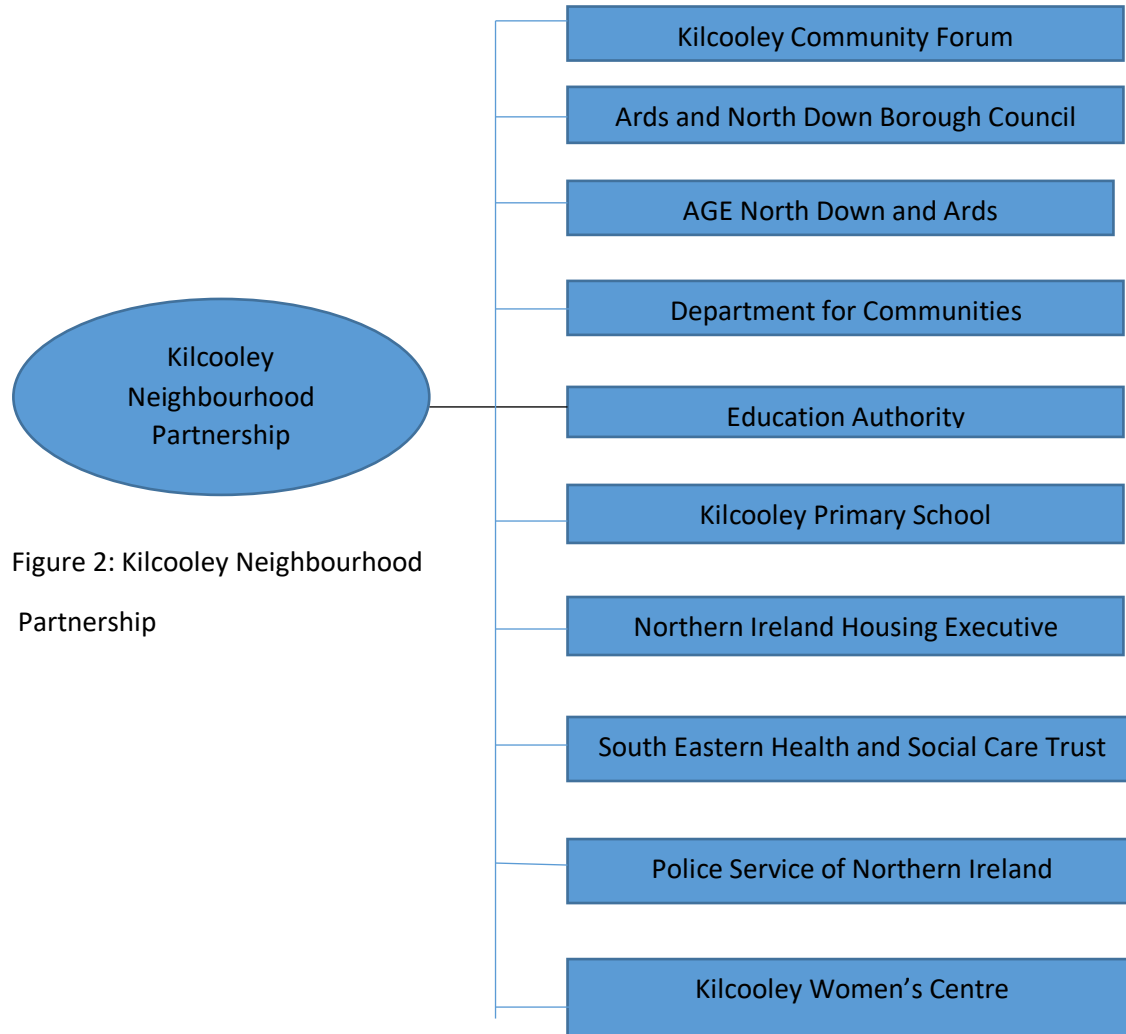 Kilcooley Community Forum
Ards and North Down Borough Council
AGE North Down and Ards
Department for Communities
Kilcooley
Neighbourhood
Partnership
Education Authority
Kilcooley Primary School
Figure 2: Kilcooley Neighbourhood
Partnership
Northern Ireland Housing Executive
South Eastern Health and Social Care Trust
Police Service of Northern Ireland
Kilcooley Women’s Centre